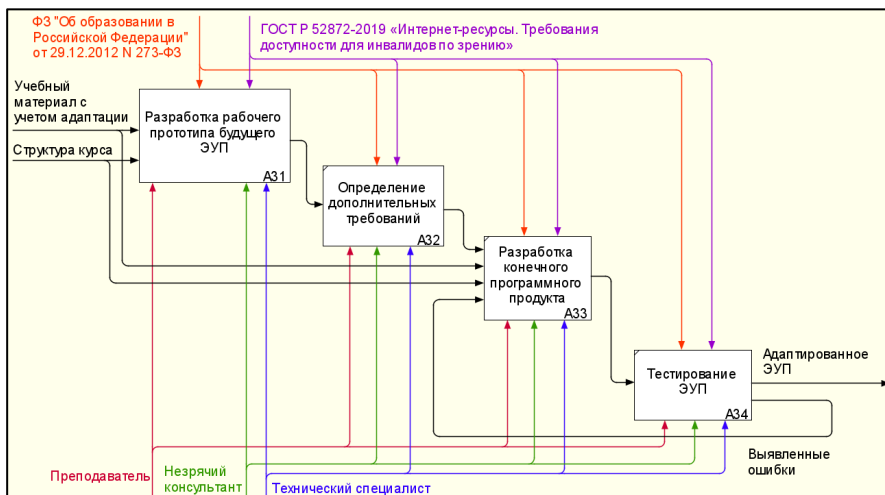 ФЗ "Об образовании в
Российской Федерации"
от 29.12.2012 N 273-ФЗ
ГОСТ Р 52872-2019 «Интернет-ресурсы. Требования
доступности для инвалидов по зрению»
Учебный
материал с
учетом адаптации
Структура курса
Разработка рабочего
прототипа будущего
ЭУП
A31
Определение
дополнительных
требований
A32
Разработка
конечного
программного
продукта
A33
Тестирование
ЭУП
A34
Адаптированное
ЭУП
Выявленные
ошибки
Преподаватель
Незрячий
консультант
Технический специалист